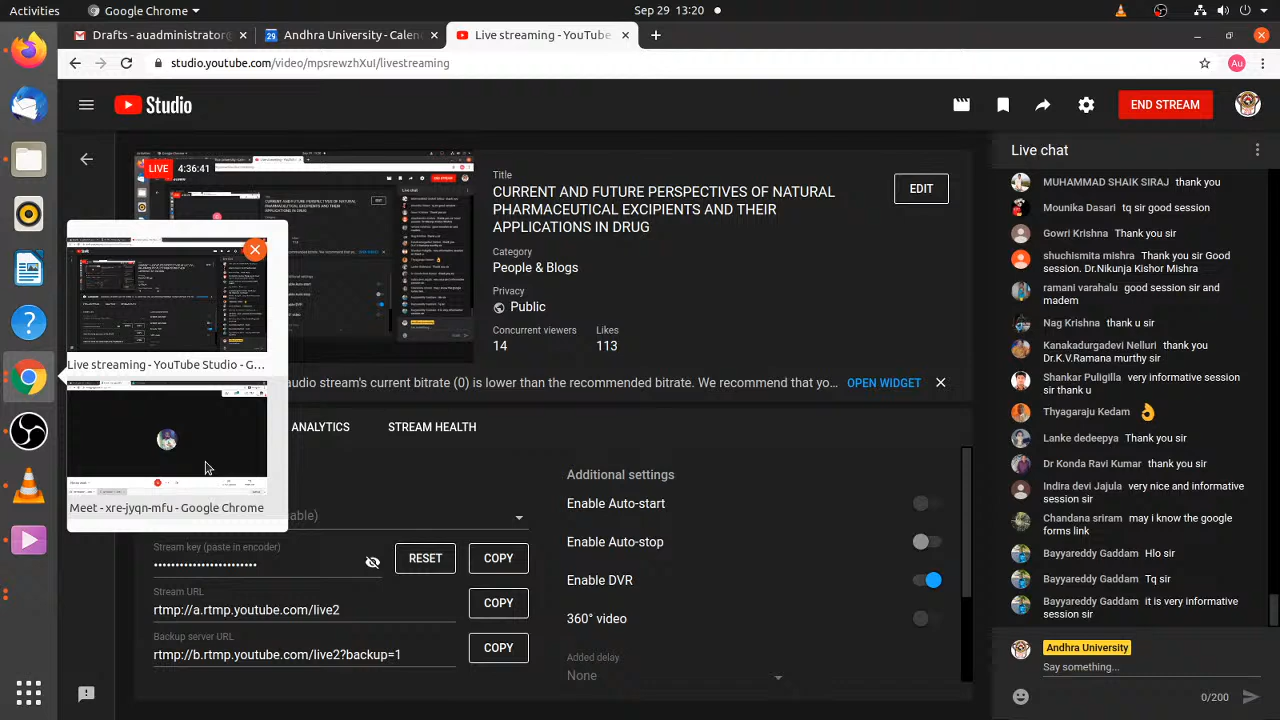 Activities
Google Chrome
Sep 29 13:20
Drafts - auadministrator@
Andhra University - Calen
Live streaming - YouTube
studio.youtube.com/video/mpsrewzhXuI/livestreaming
Au
Studio
END STREAM
LIVE
4:36:41
Title
CURRENT AND FUTURE PERSPECTIVES OF NATURAL
PHARMACEUTICAL EXCIPIENTS AND THEIR
APPLICATIONS IN DRUG
EDIT
Category
People & Blogs
Privacy
Public
Concurrent viewers
Likes
14
113
Live streaming - YouTube Studio - G...
Meet - xre-jyqn-mfu - Google Chrome
audio streams current bitrate (0) is lower than the recommended bitrate. We recommend that yo...
OPEN WIDGET
ANALYTICS
STREAM HEALTH
able)
Stream key (paste in encoder)
••••••••••••••••••••••••
RESET
COPY
Stream URL
rtmp://a.rtmp.youtube.com/live2
COPY
Backup server URL
rtmp://b.rtmp.youtube.com/live2?backup=1
COPY
Additional settings
Enable Auto-start
Enable Auto-stop
Enable DVR
360° video
Added delay
None
Live chat
MUHAMMAD SHAIK SIRAJ thank you
Mounika Dasari tq sir good session
Gowri Krishna Thank you sir
shuchismita dey Thank you sir Good
session. Dr.
ramani varahalu good session sir and
madem
Nag Krishna thank u sir
Kanakadurgadevi Nelluri thank you
Dr.K.V.Ramana murthy sir
Shankar Puligilla very informative session
sir thank u
Thyagaraju Kedam 👌
Lanke dedeepya Thank you sir
Dr Konda Ravi Kumar thank you sir
Indira devi Jajula very nice and informative
session sir
Chandana sriram may i know the google
forms link
Bayyareddy Gaddam Hlo sir
Bayyareddy Gaddam Tq sir
Bayyareddy Gaddam it is very informative
session sir
Andhra University
Say something...
0/200